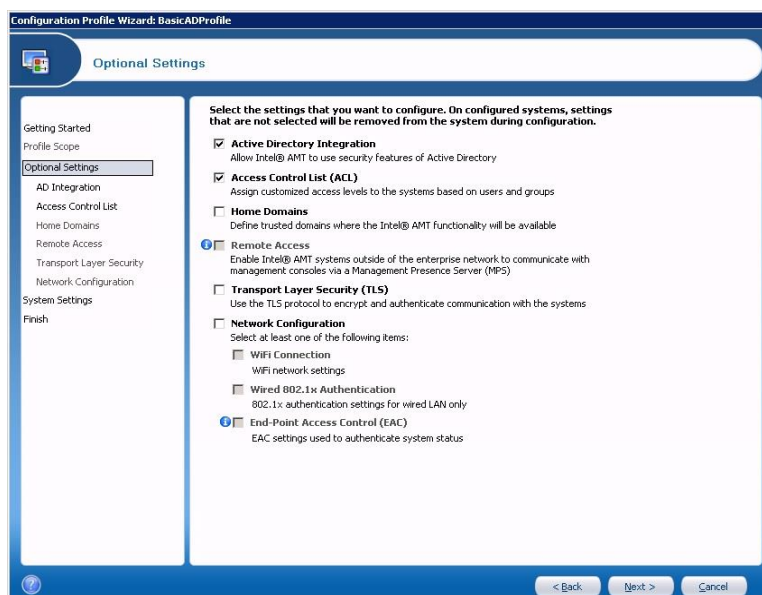 Configuration Profile Wizard: BasicADProfile
Optional Settings
Getting Started
Profile Scope
Optional Settings
AD Integration
Access Control List
Home Domains
Remote Access
Transport Layer Security
Network Configuration
System Settings
Finish
Select the settings that you want to configure. On configured systems, settings
that are not selected will be removed from the system during configuration.
Active Directory Integration
Allow Intel® AMT to use security features of Active Directory
Access Control List (ACL)
Assign customized access levels to the systems based on users and groups
Home Domains
Define trusted domains where the Intel® AMT functionality will be available
Remote Access
Enable Intel® AMT systems outside of the enterprise network to communicate with
management consoles via a Management Presence Server (MPS)
Transport Layer Security (TLS)
Use the TLS protocol to encrypt and authenticate communication with the systems
Network Configuration
Select at least one of the following items:
WiFi Connection
WiFi network settings
Wired 802.1x Authentication
802.1x authentication settings for wired LAN only
End-Point Access Control (EAC)
EAC settings used to authenticate system status
?
< Back
Next >
Cancel